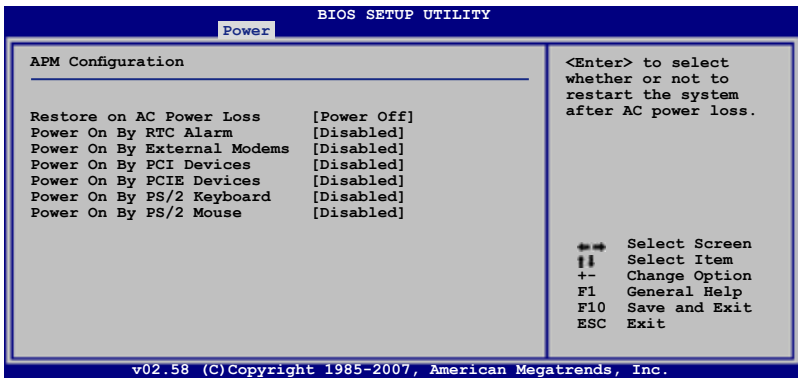 BIOS SETUP UTILITY
Power
APM Configuration
Restore on AC Power Loss [Power Off]
Power On By RTC Alarm [Disabled]
Power On By External Modems [Disabled]
Power On By PCI Devices [Disabled]
Power On By PCIE Devices [Disabled]
Power On By PS/2 Keyboard [Disabled]
Power On By PS/2 Mouse [Disabled]
<Enter> to select
whether or not to
restart the system
after AC power loss.
Select Screen
Select Item
+- Change Option
F1 General Help
F10 Save and Exit
ESC Exit
v02.58 (C)Copyright 1985-2007, American Megatrends, Inc.